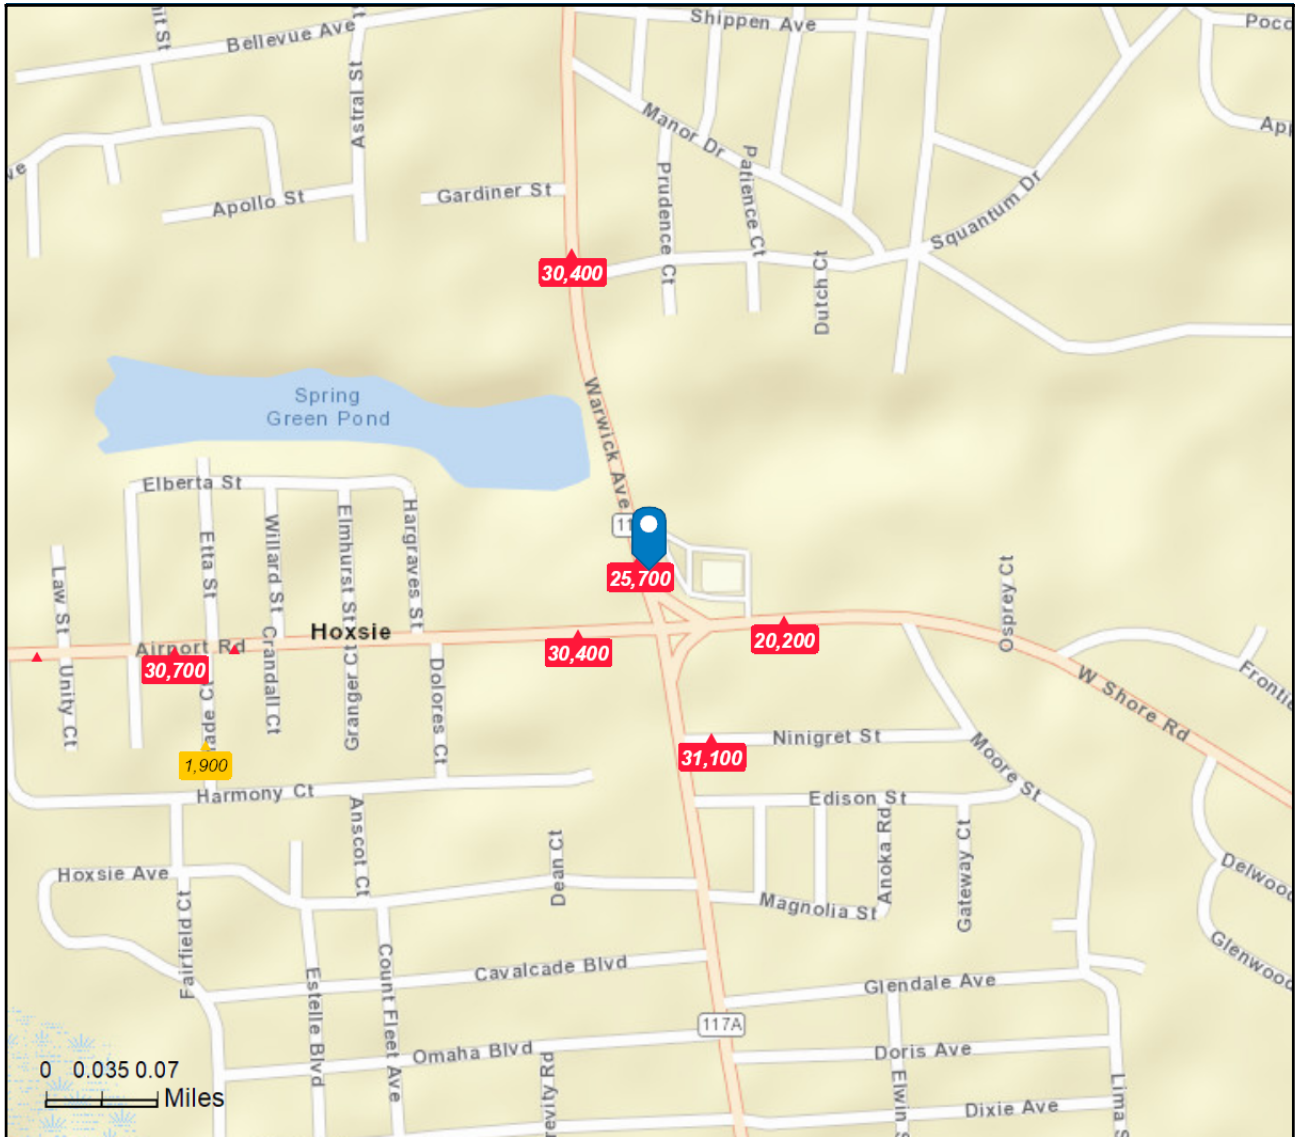 Shippen Ave
Bellevue Ave
Astral St
Manor Dr
Patience Ct
Prudence Ct
Squantum Dr
Gardiner St
Apollo St
30,400
Dutch Ct
Spring
Green Pond
Warwick Ave
Elberta St
Etta St
Willard St
Elmhurst St
Hargraves St
Law St
25,700
Osprey Ct
Hoxsie
Airport Rd
30,700
30,400
20,200
Unity Ct
Crandall Ct
Granger Ct
Dolores Ct
W Shore Rd
31,100
Ninigret St
Moore St
1,900
Harmony Ct
Edison St
Anscot Ct
Dean Ct
Anoka Rd
Gateway Ct
Hoxsie Ave
Magnolia St
Fairfield Ct
Cavalcade Blvd
Estelle Blvd
Count Fleet Ave
Glendale Ave
117A
Omaha Blvd
Doris Ave
Dixie Ave
0 0.035 0.07
Miles